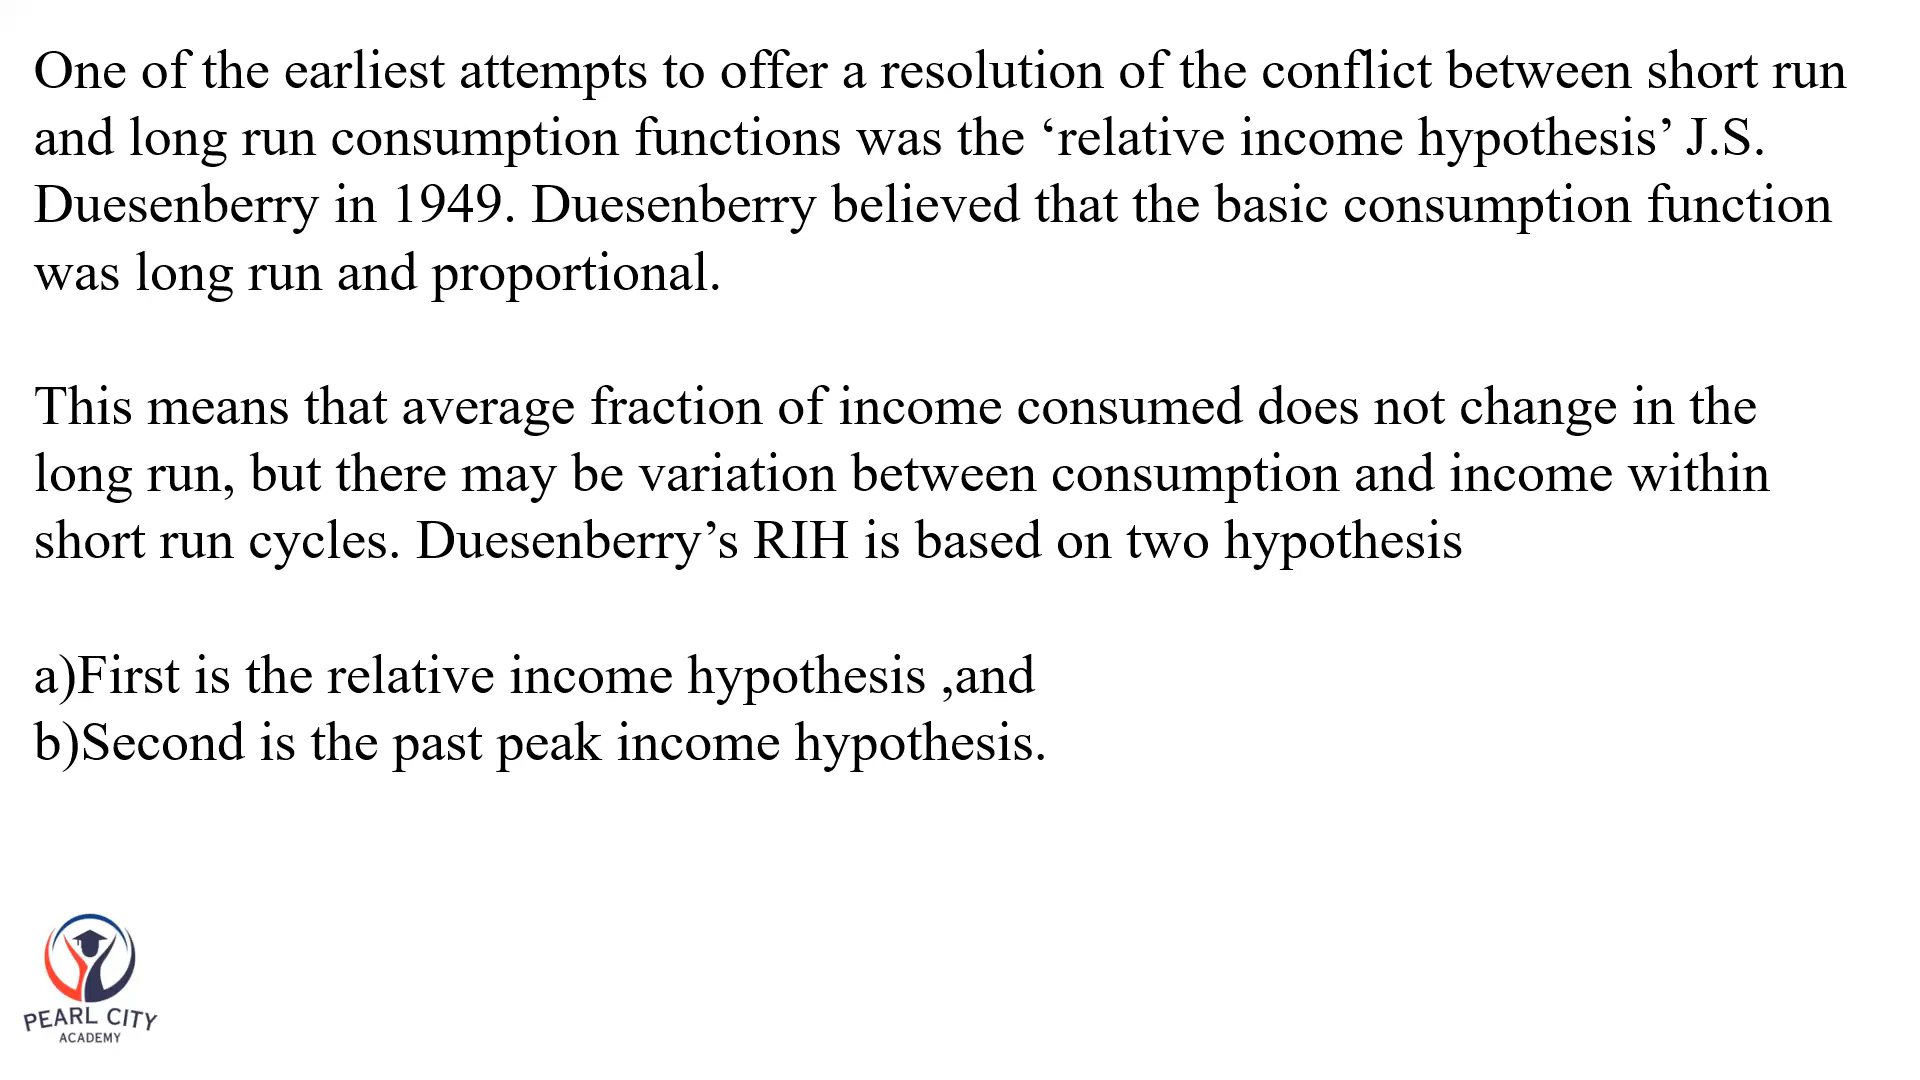 One of the earliest attempts to offer a resolution of the conflict between short run
and long run consumption functions was the ‘relative income hypothesis’ J.S.
Duesenberry in 1949. Duesenberry believed that the basic consumption function
was long run and proportional.
This means that average fraction of income consumed does not change in the
long run, but there may be variation between consumption and income within
short run cycles. Duesenberry’s RIH is based on two hypothesis
a)First is the relative income hypothesis ,and
b)Second is the past peak income hypothesis.
PEARL CITY
ACADEMY